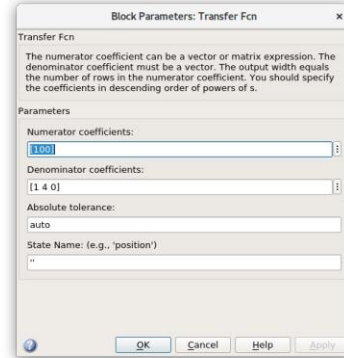 Block Parameters: Transfer Fcn ×
Transfer Fcn
The numerator coefficient can be a vector or matrix expression. The
denominator coefficient must be a vector. The output width equals
the number of rows in the numerator coefficient. You should specify
the coefficients in descending order of powers of s.
Parameters
Numerator coefficients:
[100]
Denominator coefficients:
[1 4 0]
Absolute tolerance:
auto
State Name: (e.g., 'position')
''
? OK Cancel Help Apply